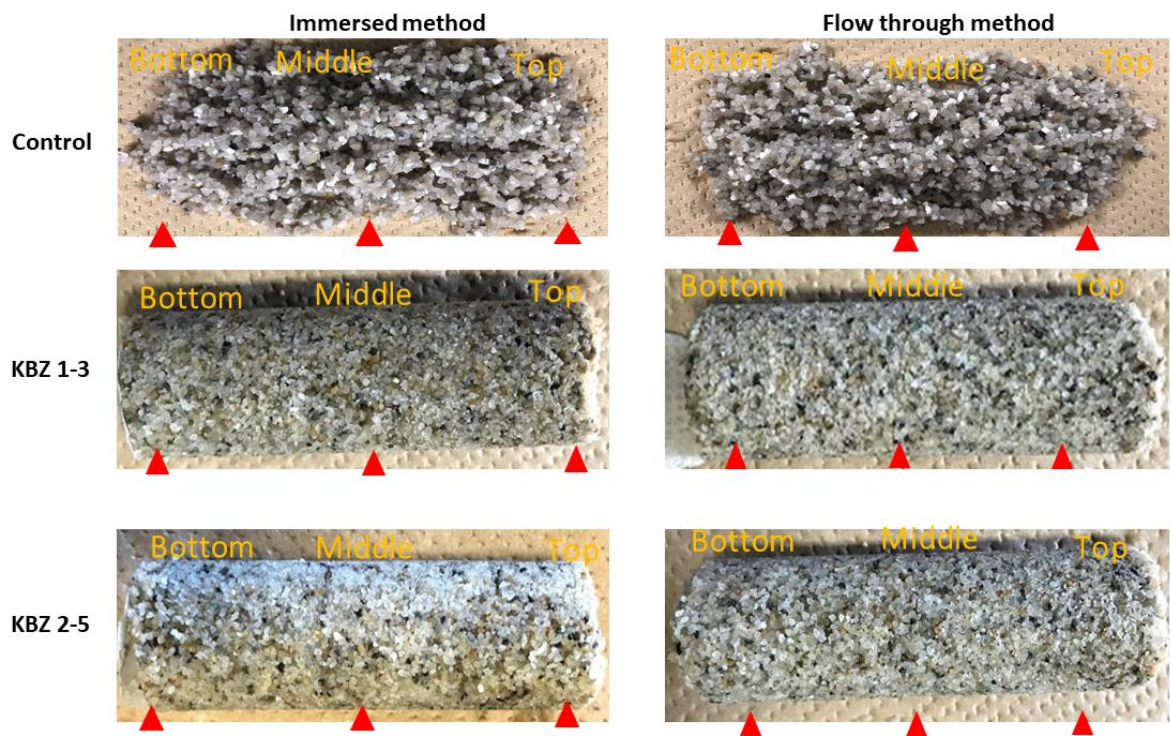 Immersed method
Flow through method
Control
Bottom Middle Top
Bottom Middle Top
KBZ 1-3
Bottom Middle Top
Bottom Middle Top
KBZ 2-5
Bottom Middle Top
Bottom Middle Top